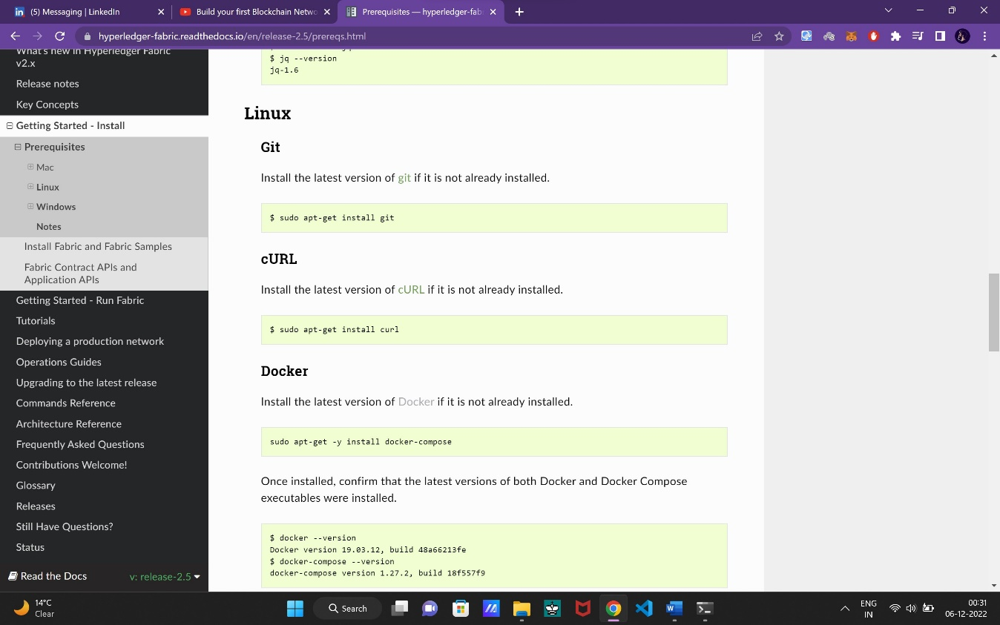 (5) Messaging | LinkedIn
Build your first Blockchain Netwo
Prerequisites — hyperledger-fab
hyperledger-fabric.readthedocs.io/en/release-2.5/prereqs.html
What's new in Hyperledger Fabric
v2.x
Release notes
Key Concepts
Getting Started - Install
Prerequisites
Mac
Linux
Windows
Notes
Install Fabric and Fabric Samples
Fabric Contract APIs and
Application APIs
Getting Started - Run Fabric
Tutorials
Deploying a production network
Operations Guides
Upgrading to the latest release
Commands Reference
Architecture Reference
Frequently Asked Questions
Contributions Welcome!
Glossary
Releases
Still Have Questions?
Status
Read the Docs
v: release-2.5
$ jq --version
jq-1.6
Linux
Git
Install the latest version of git if it is not already installed.
$ sudo apt-get install git
cURL
Install the latest version of cURL if it is not already installed.
$ sudo apt-get install curl
Docker
Install the latest version of Docker if it is not already installed.
sudo apt-get -y install docker-compose
Once installed, confirm that the latest versions of both Docker and Docker Compose
executables were installed.
$ docker --version
Docker version 19.03.12, build 48a66213fe
$ docker-compose --version
docker-compose version 1.27.2, build 18f557f9
14°C
Clear
Search
ENG
IN
00:31
06-12-2022